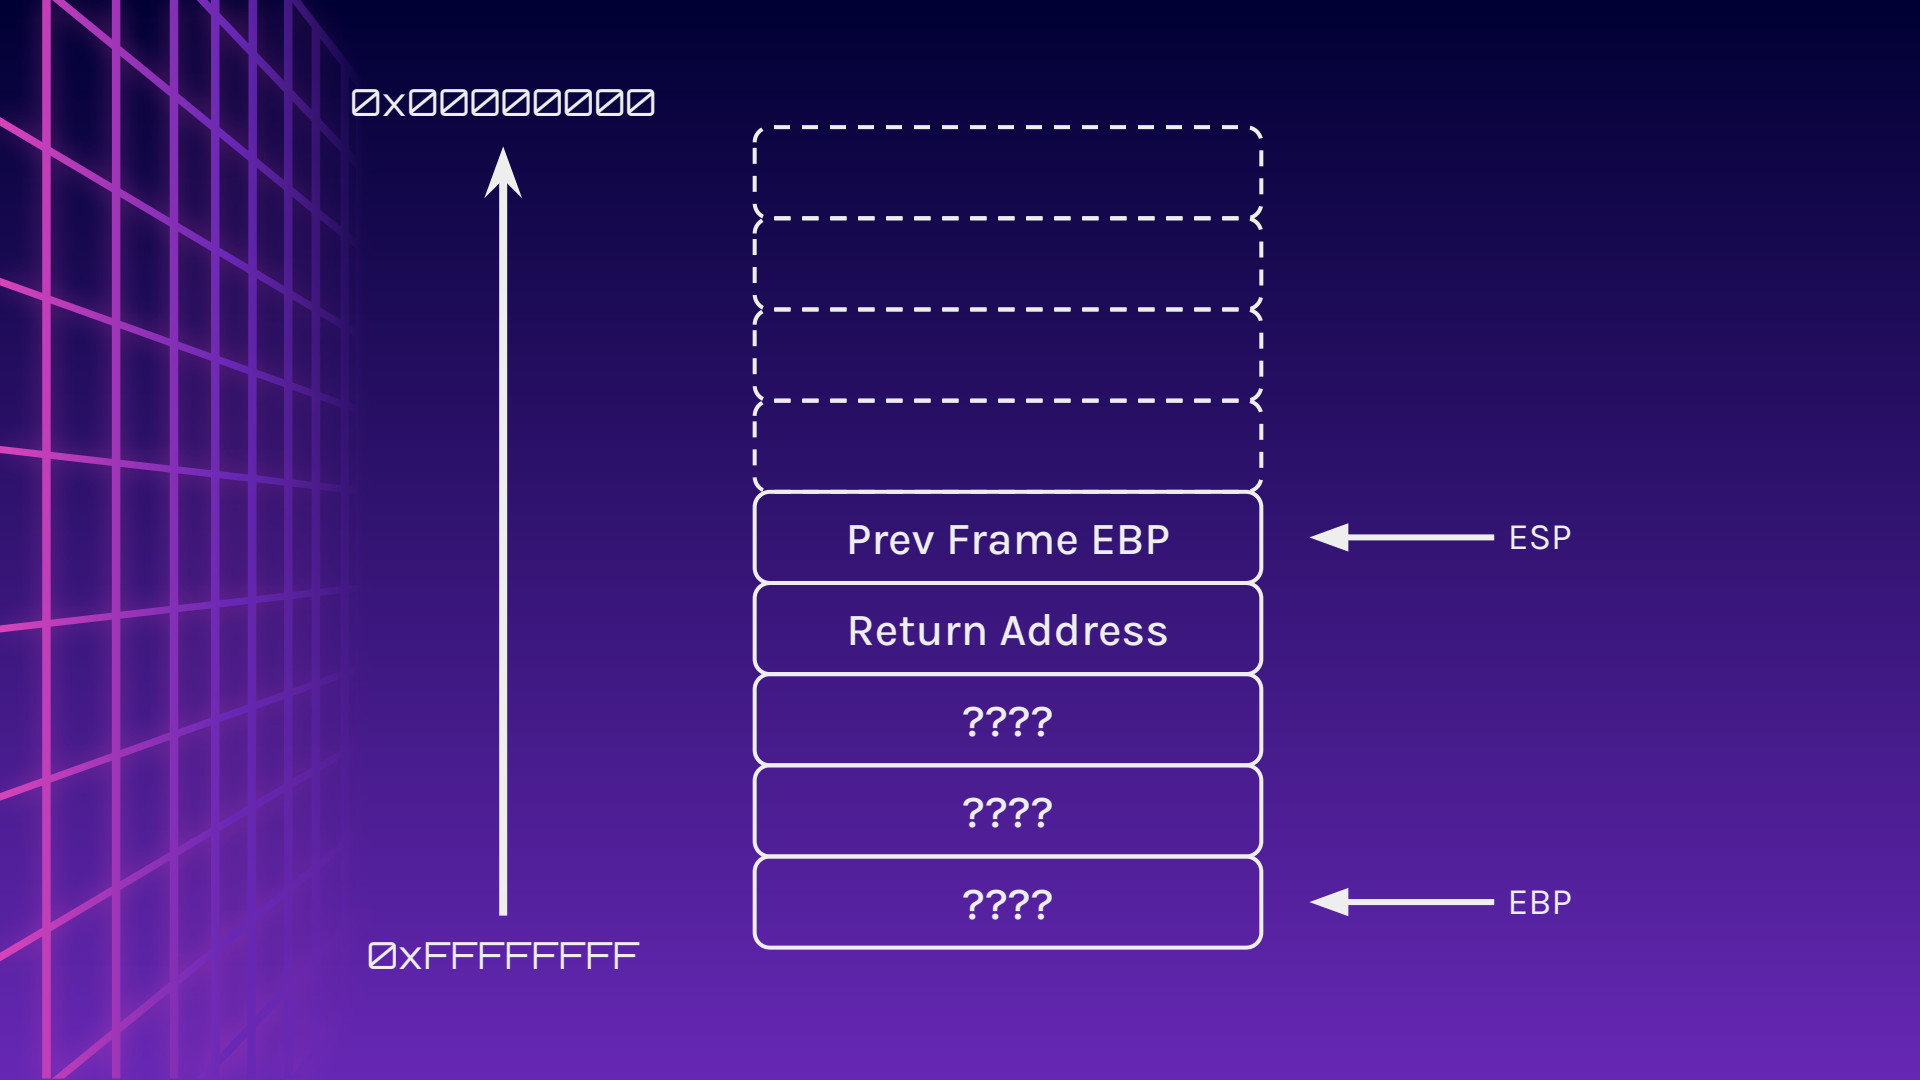 0x00000000
Prev Frame EBP
ESP
Return Address
????
????
????
EBP
0xFFFFFFFF